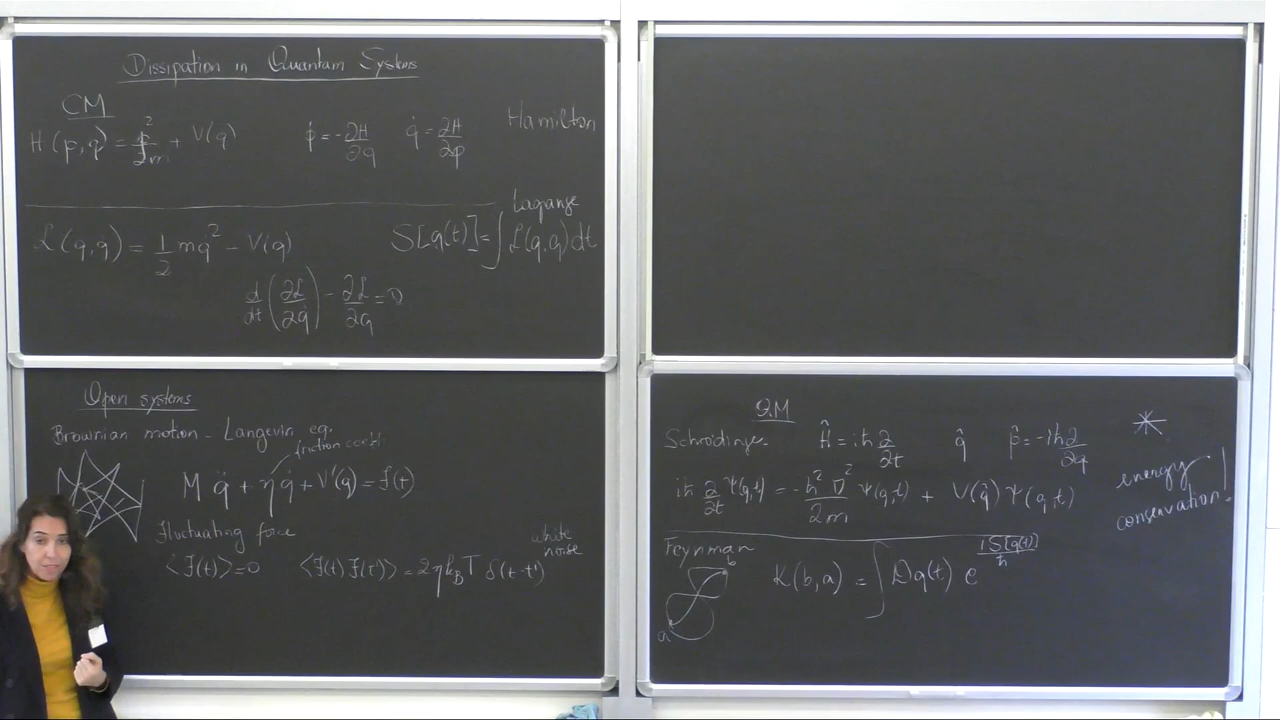 Dissipation in Quantum Systems
CM
H(p,q) = p²/2m + V(q)   ṗ = -∂H/∂q   q̇ = ∂H/∂p   Hamilton
Lagrange
ℒ(q,q̇) = 1/2 mq̇² - V(q)   S[q(t)] = ∫ℒ(q,q̇)dt
d/dt (∂ℒ/∂q̇) - ∂ℒ/∂q = 0
Open systems
Brownian motion - Langevin eq.
friction coeff.
M q̈ + η q̇ + V'(q) = f(t)
Fluctuating force
white noise
<f(t)> = 0   <f(t) f(t')> = 2ηk_BT δ(t-t')
QM
Schrödinger   Ĥ = iħ ∂/∂t   q̂   p̂ = -iħ ∂/∂q
iħ ∂/∂t Ψ(q,t) = -ħ²∇²/2m Ψ(q,t) + V(q̂) Ψ(q,t)
energy
conservation!
Feynman
a b   K(b,a) = ∫Dq(t) e^{iS[q(t)]/ħ}